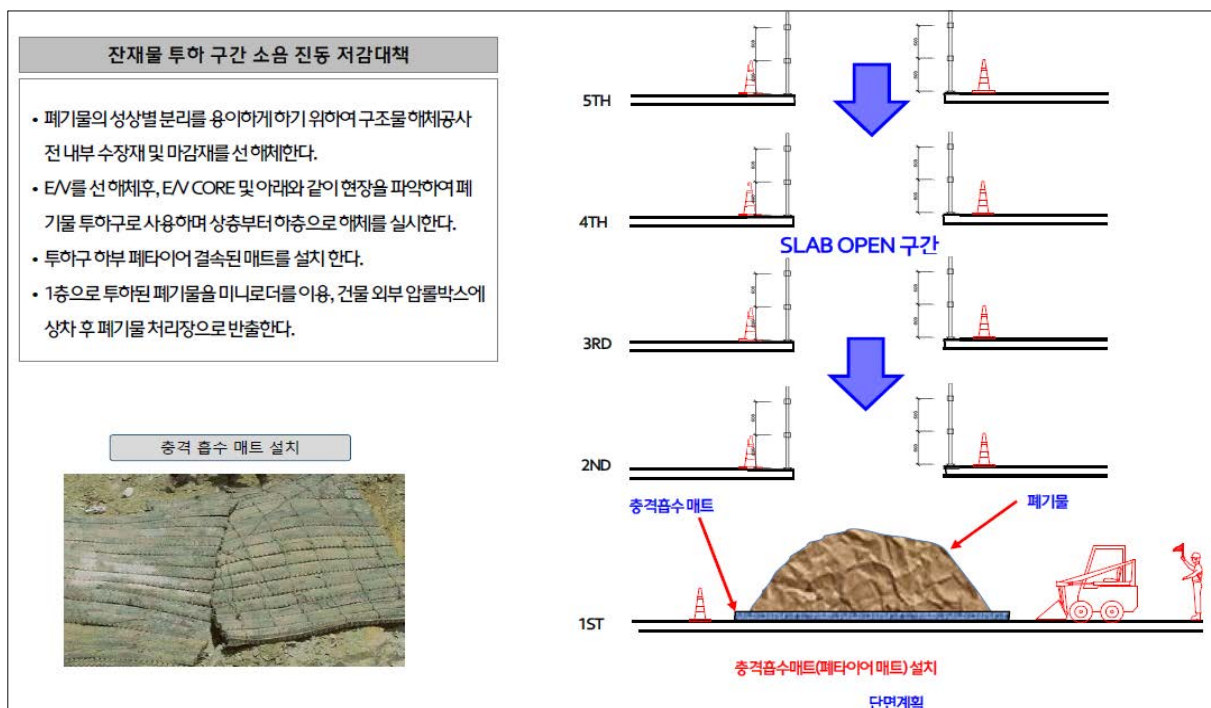 잔재물 투하 구간 소음 진동 저감대책
• 폐기물의 성상별 분리를 용이하게 하기 위하여 구조물 해체공사
전 내부 수장재 및 마감재를 선 해체한다.
• E/V를 선 해체후, E/V CORE 및 아래와 같이 현장을 파악하여 폐
기물 투하구로 사용하며 상층부터 하층으로 해체를 실시한다.
• 투하구 하부 폐타이어 결속된 매트를 설치 한다.
• 1층으로 투하된 폐기물을 미니로더를 이용, 건물 외부 압롤박스에
상차 후 폐기물 처리장으로 반출한다.
충격 흡수 매트 설치
5TH
4TH
SLAB OPEN 구간
3RD
2ND
충격흡수 매트
폐기물
1ST
충격흡수매트(폐타이어 매트) 설치
단면계획